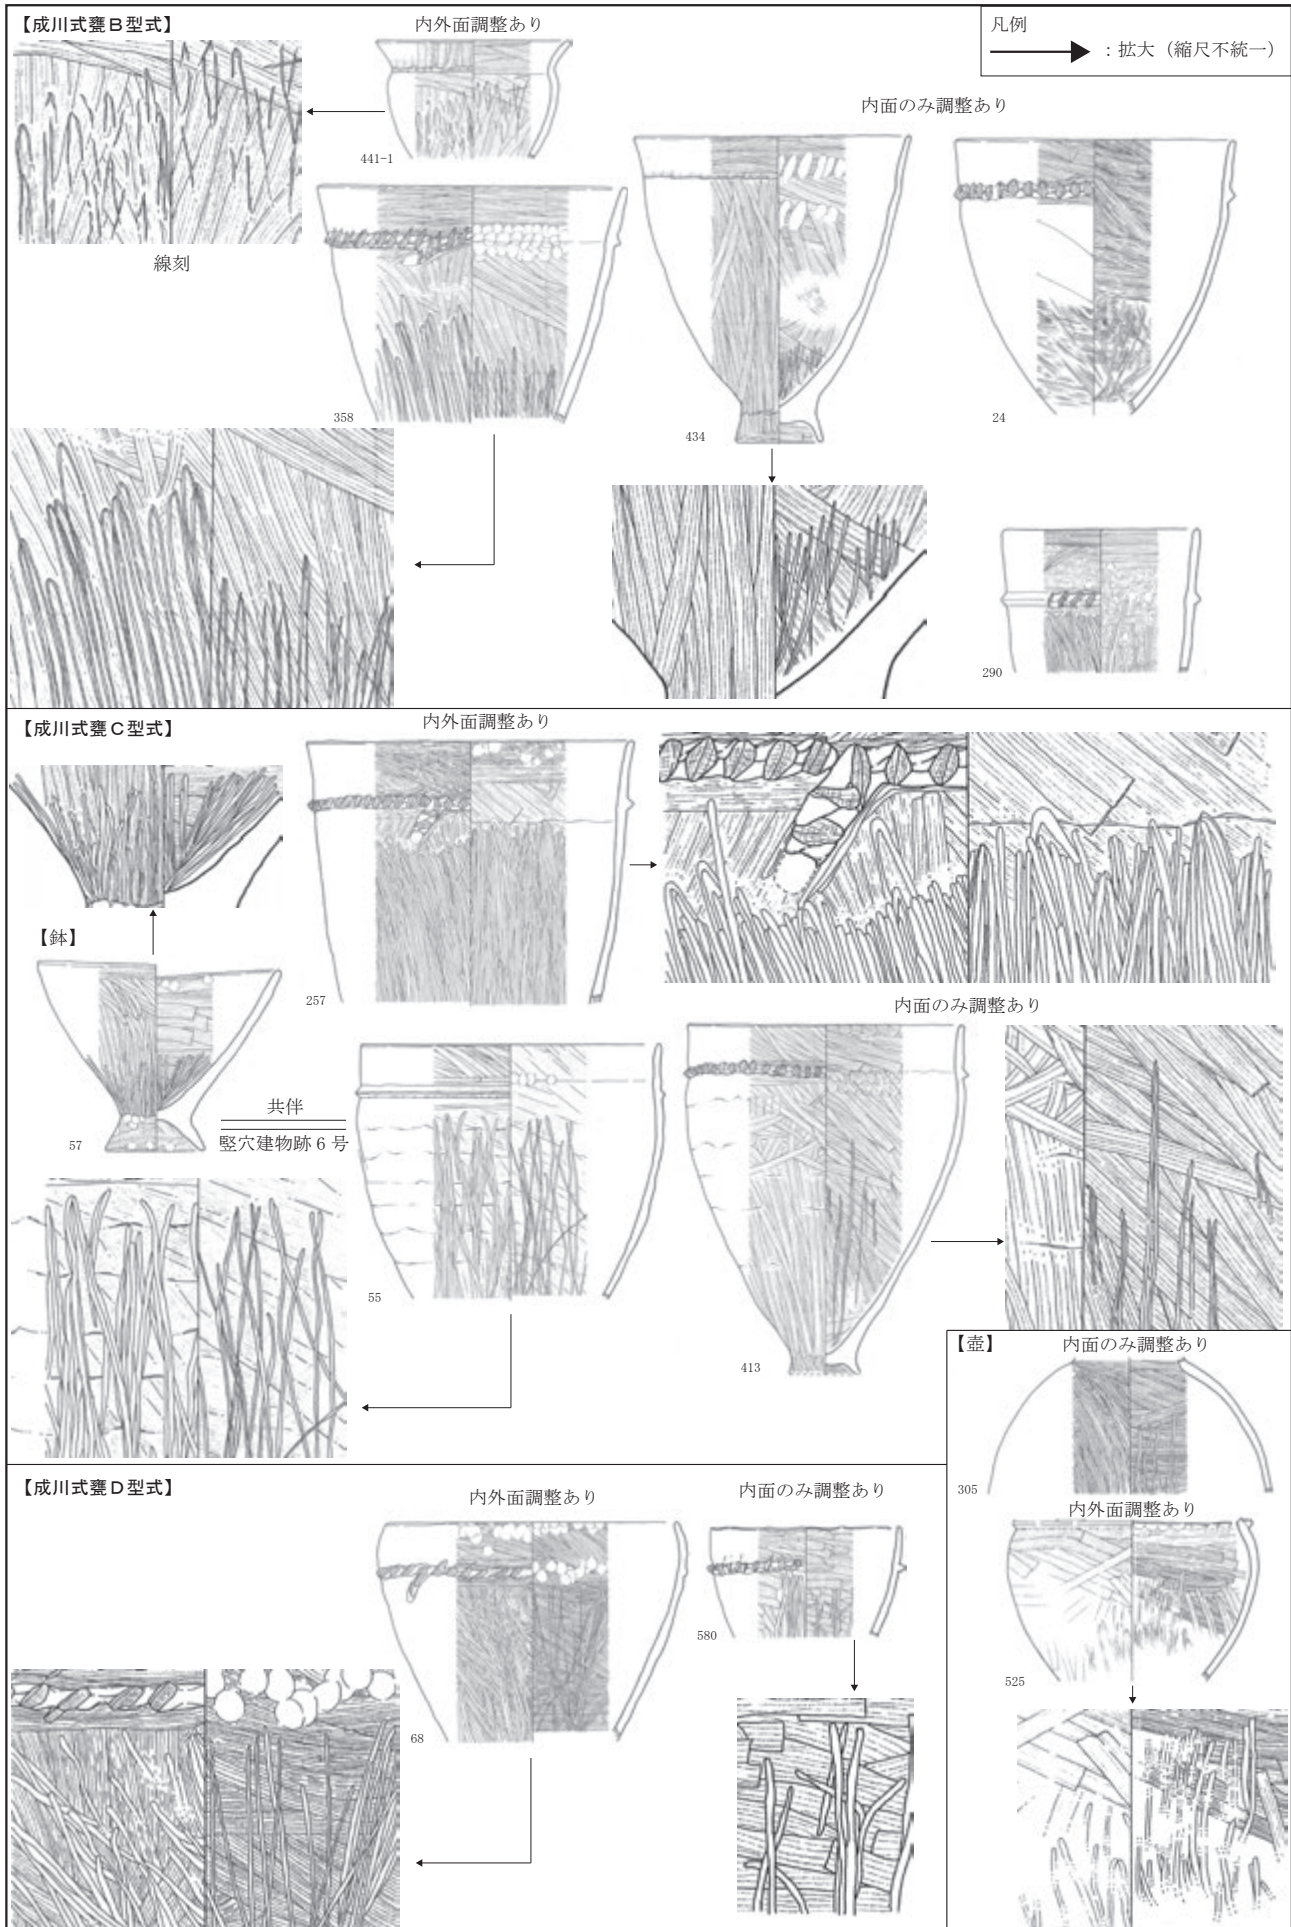 【成川式甕B型式】
内外面調整あり
凡例
：拡大（縮尺不統一）
内面のみ調整あり
441-1
線刻
358
434
24
290
【成川式甕C型式】
内外面調整あり
【鉢】
257
内面のみ調整あり
57
共伴
竪穴建物跡6号
55
413
【壺】
内面のみ調整あり
305
内外面調整あり
525
【成川式甕D型式】
内外面調整あり
内面のみ調整あり
580
68